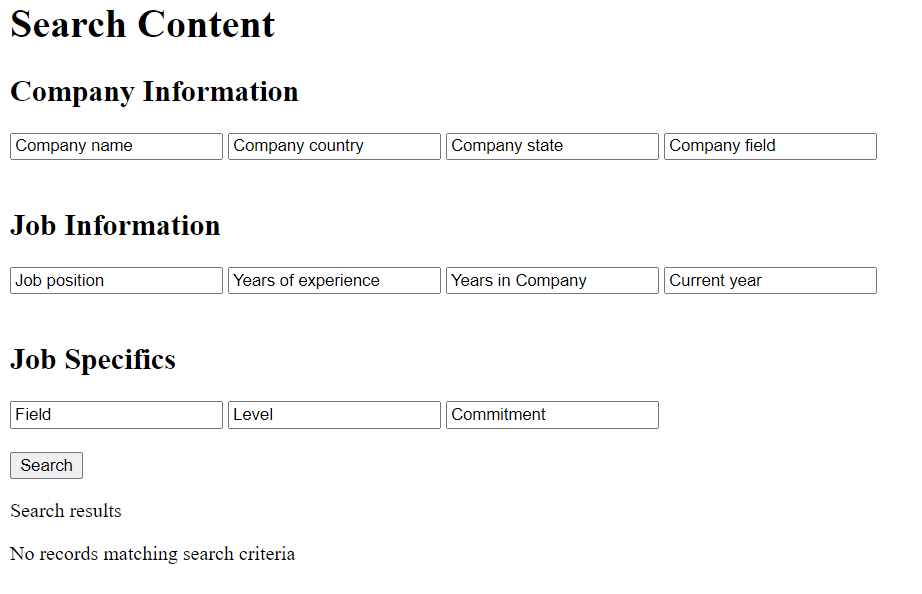 Search Content
Company Information
Company name Company country Company state Company field
Job Information
Job position Years of experience Years in Company Current year
Job Specifics
Field Level Commitment
Search
Search results
No records matching search criteria